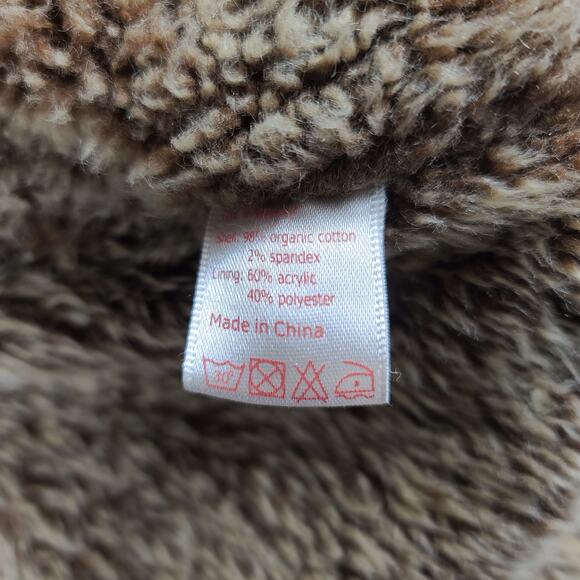 Shell: 98% organic cotton
2% spandex
Lining: 60% acrylic
40% polyester
Made in China